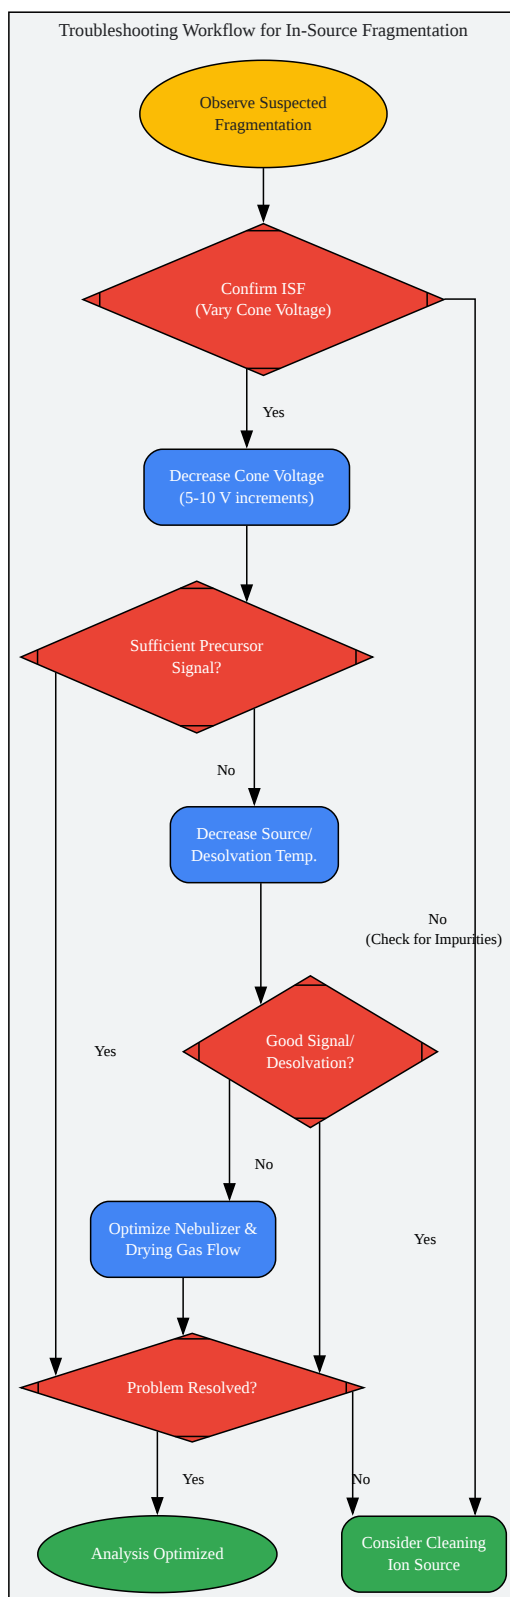 Troubleshooting Workflow for In-Source Fragmentation
Observe Suspected
Fragmentation
Confirm ISF
(Vary Cone Voltage)
Yes
Decrease Cone Voltage
(5-10 V increments)
Sufficient Precursor
Signal?
No
Decrease Source/
Desolvation Temp.
No
(Check for Impurities)
Good Signal/
Desolvation?
Yes
No
Optimize Nebulizer &
Drying Gas Flow
Yes
Problem Resolved?
Yes
No
Analysis Optimized
Consider Cleaning
Ion Source